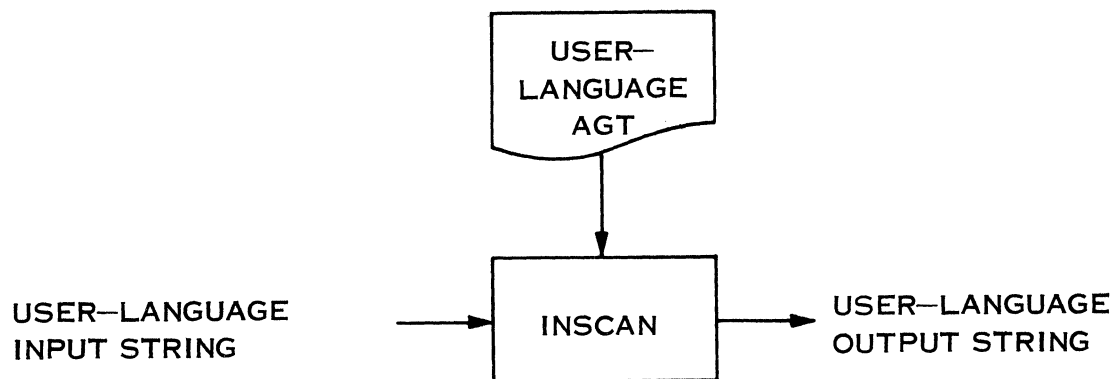 USER–
LANGUAGE
AGT
USER–LANGUAGE
INPUT STRING
INSCAN
USER–LANGUAGE
OUTPUT STRING